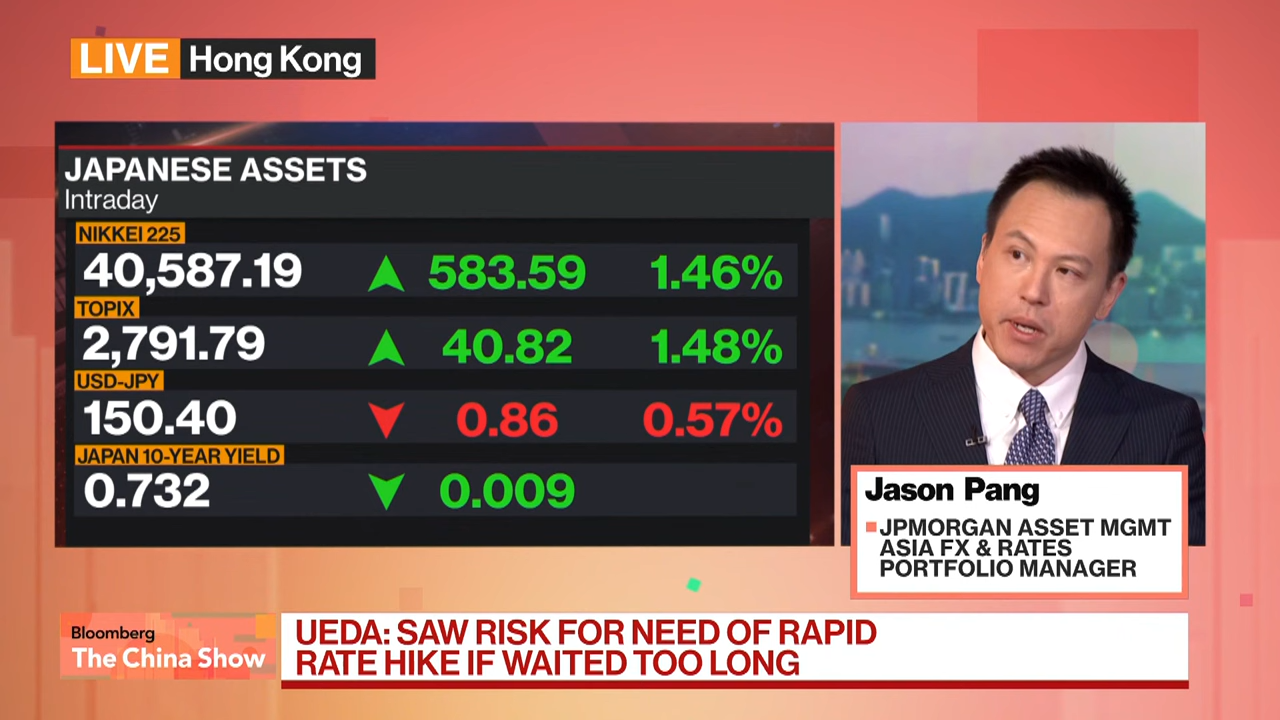 LIVE Hong Kong
JAPANESE ASSETS
Intraday
NIKKEI 225
40,587.19 ▲ 583.59 1.46%
TOPIX
2,791.79 ▲ 40.82 1.48%
USD-JPY
150.40 ▼ 0.86 0.57%
JAPAN 10-YEAR YIELD
0.732 ▼ 0.009
Jason Pang
JPMORGAN ASSET MGMT
ASIA FX & RATES
PORTFOLIO MANAGER
Bloomberg
The China Show
UEDA: SAW RISK FOR NEED OF RAPID
RATE HIKE IF WAITED TOO LONG